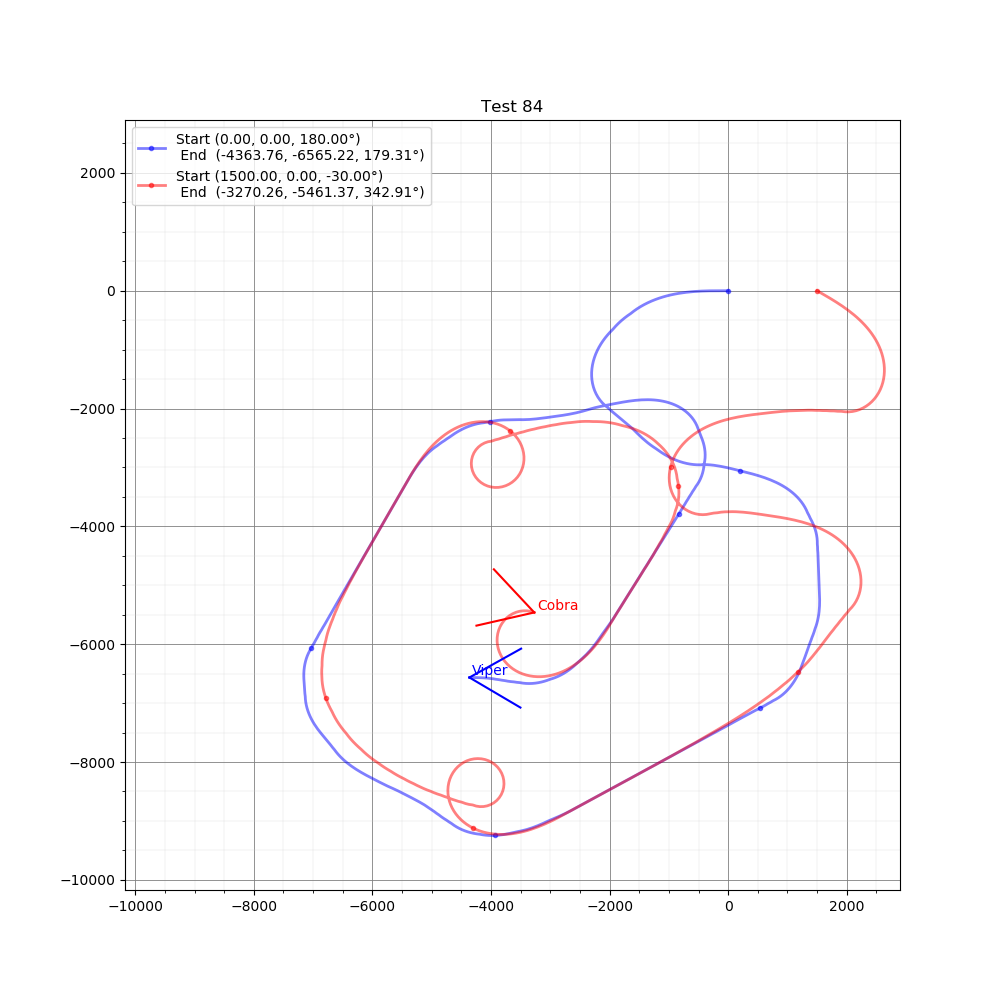 Test 84
Start (0.00, 0.00, 180.00°)
End  (-4363.76, -6565.22, 179.31°)
Start (1500.00, 0.00, -30.00°)
End  (-3270.26, -5461.37, 342.91°)
2000
0
−2000
−4000
Cobra
−6000
Viper
−8000
−10000
−10000 −8000 −6000 −4000 −2000 0 2000